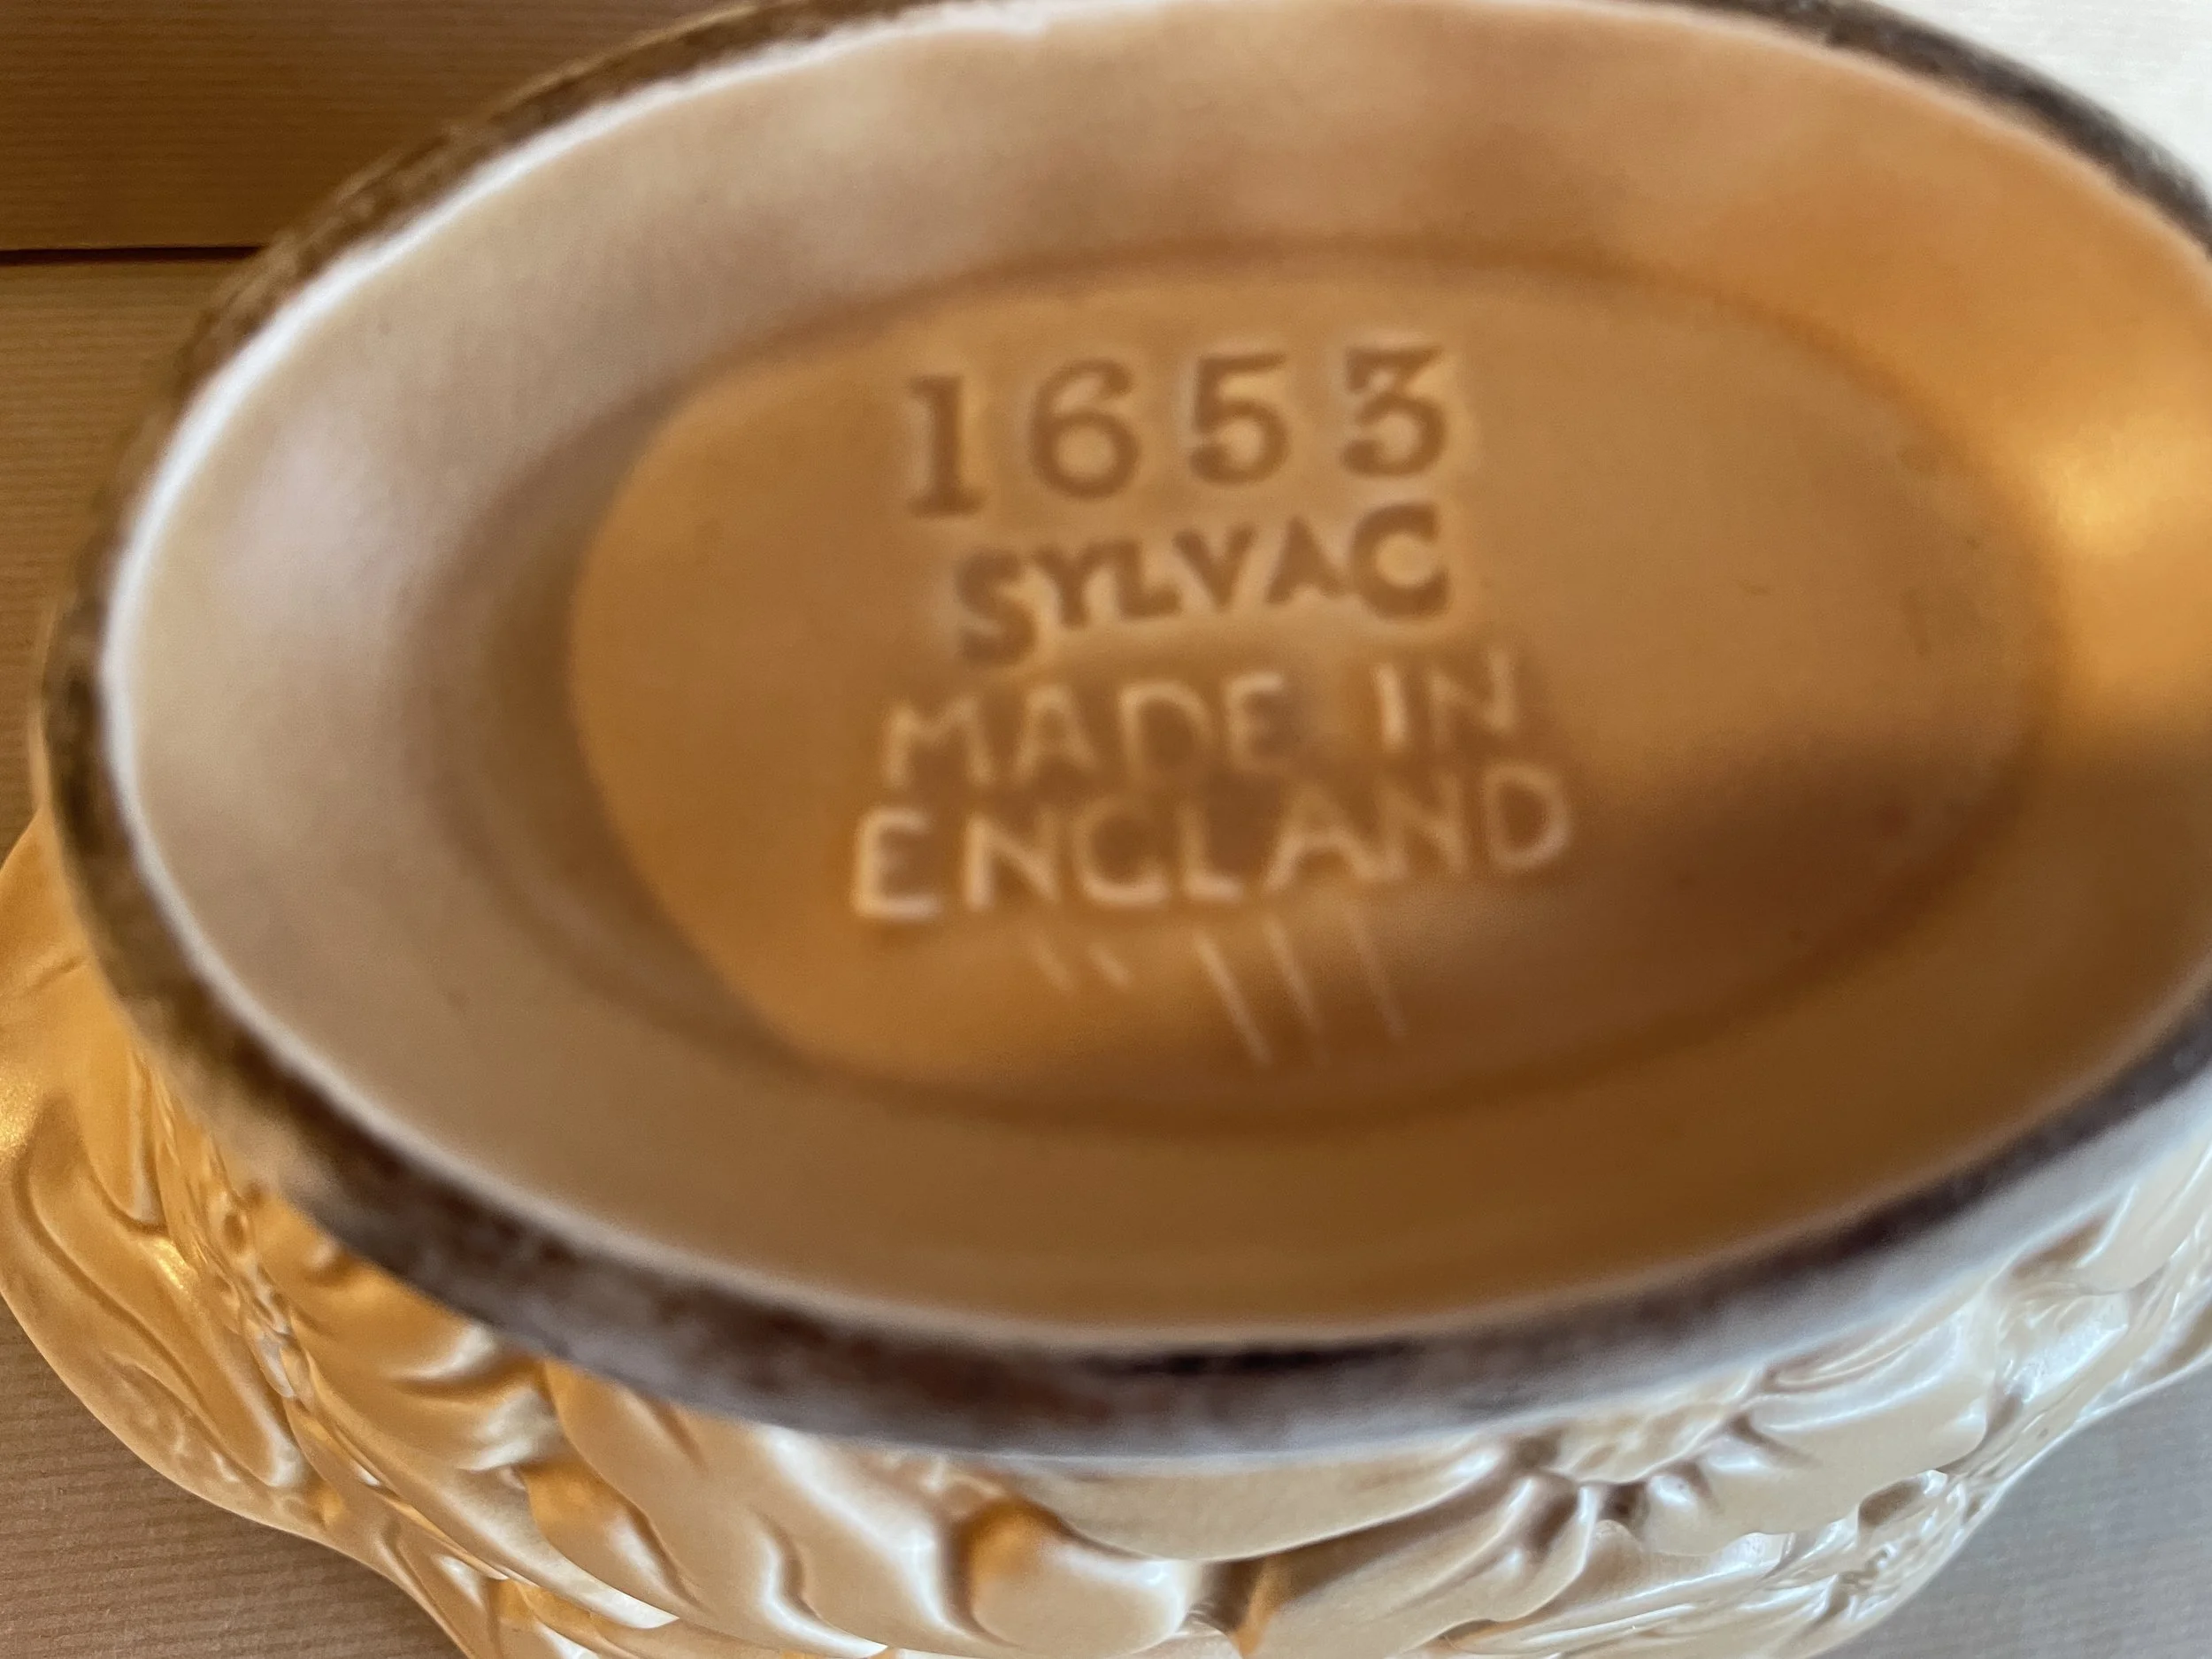 1653
SYLVAC
MADE IN
ENGLAND